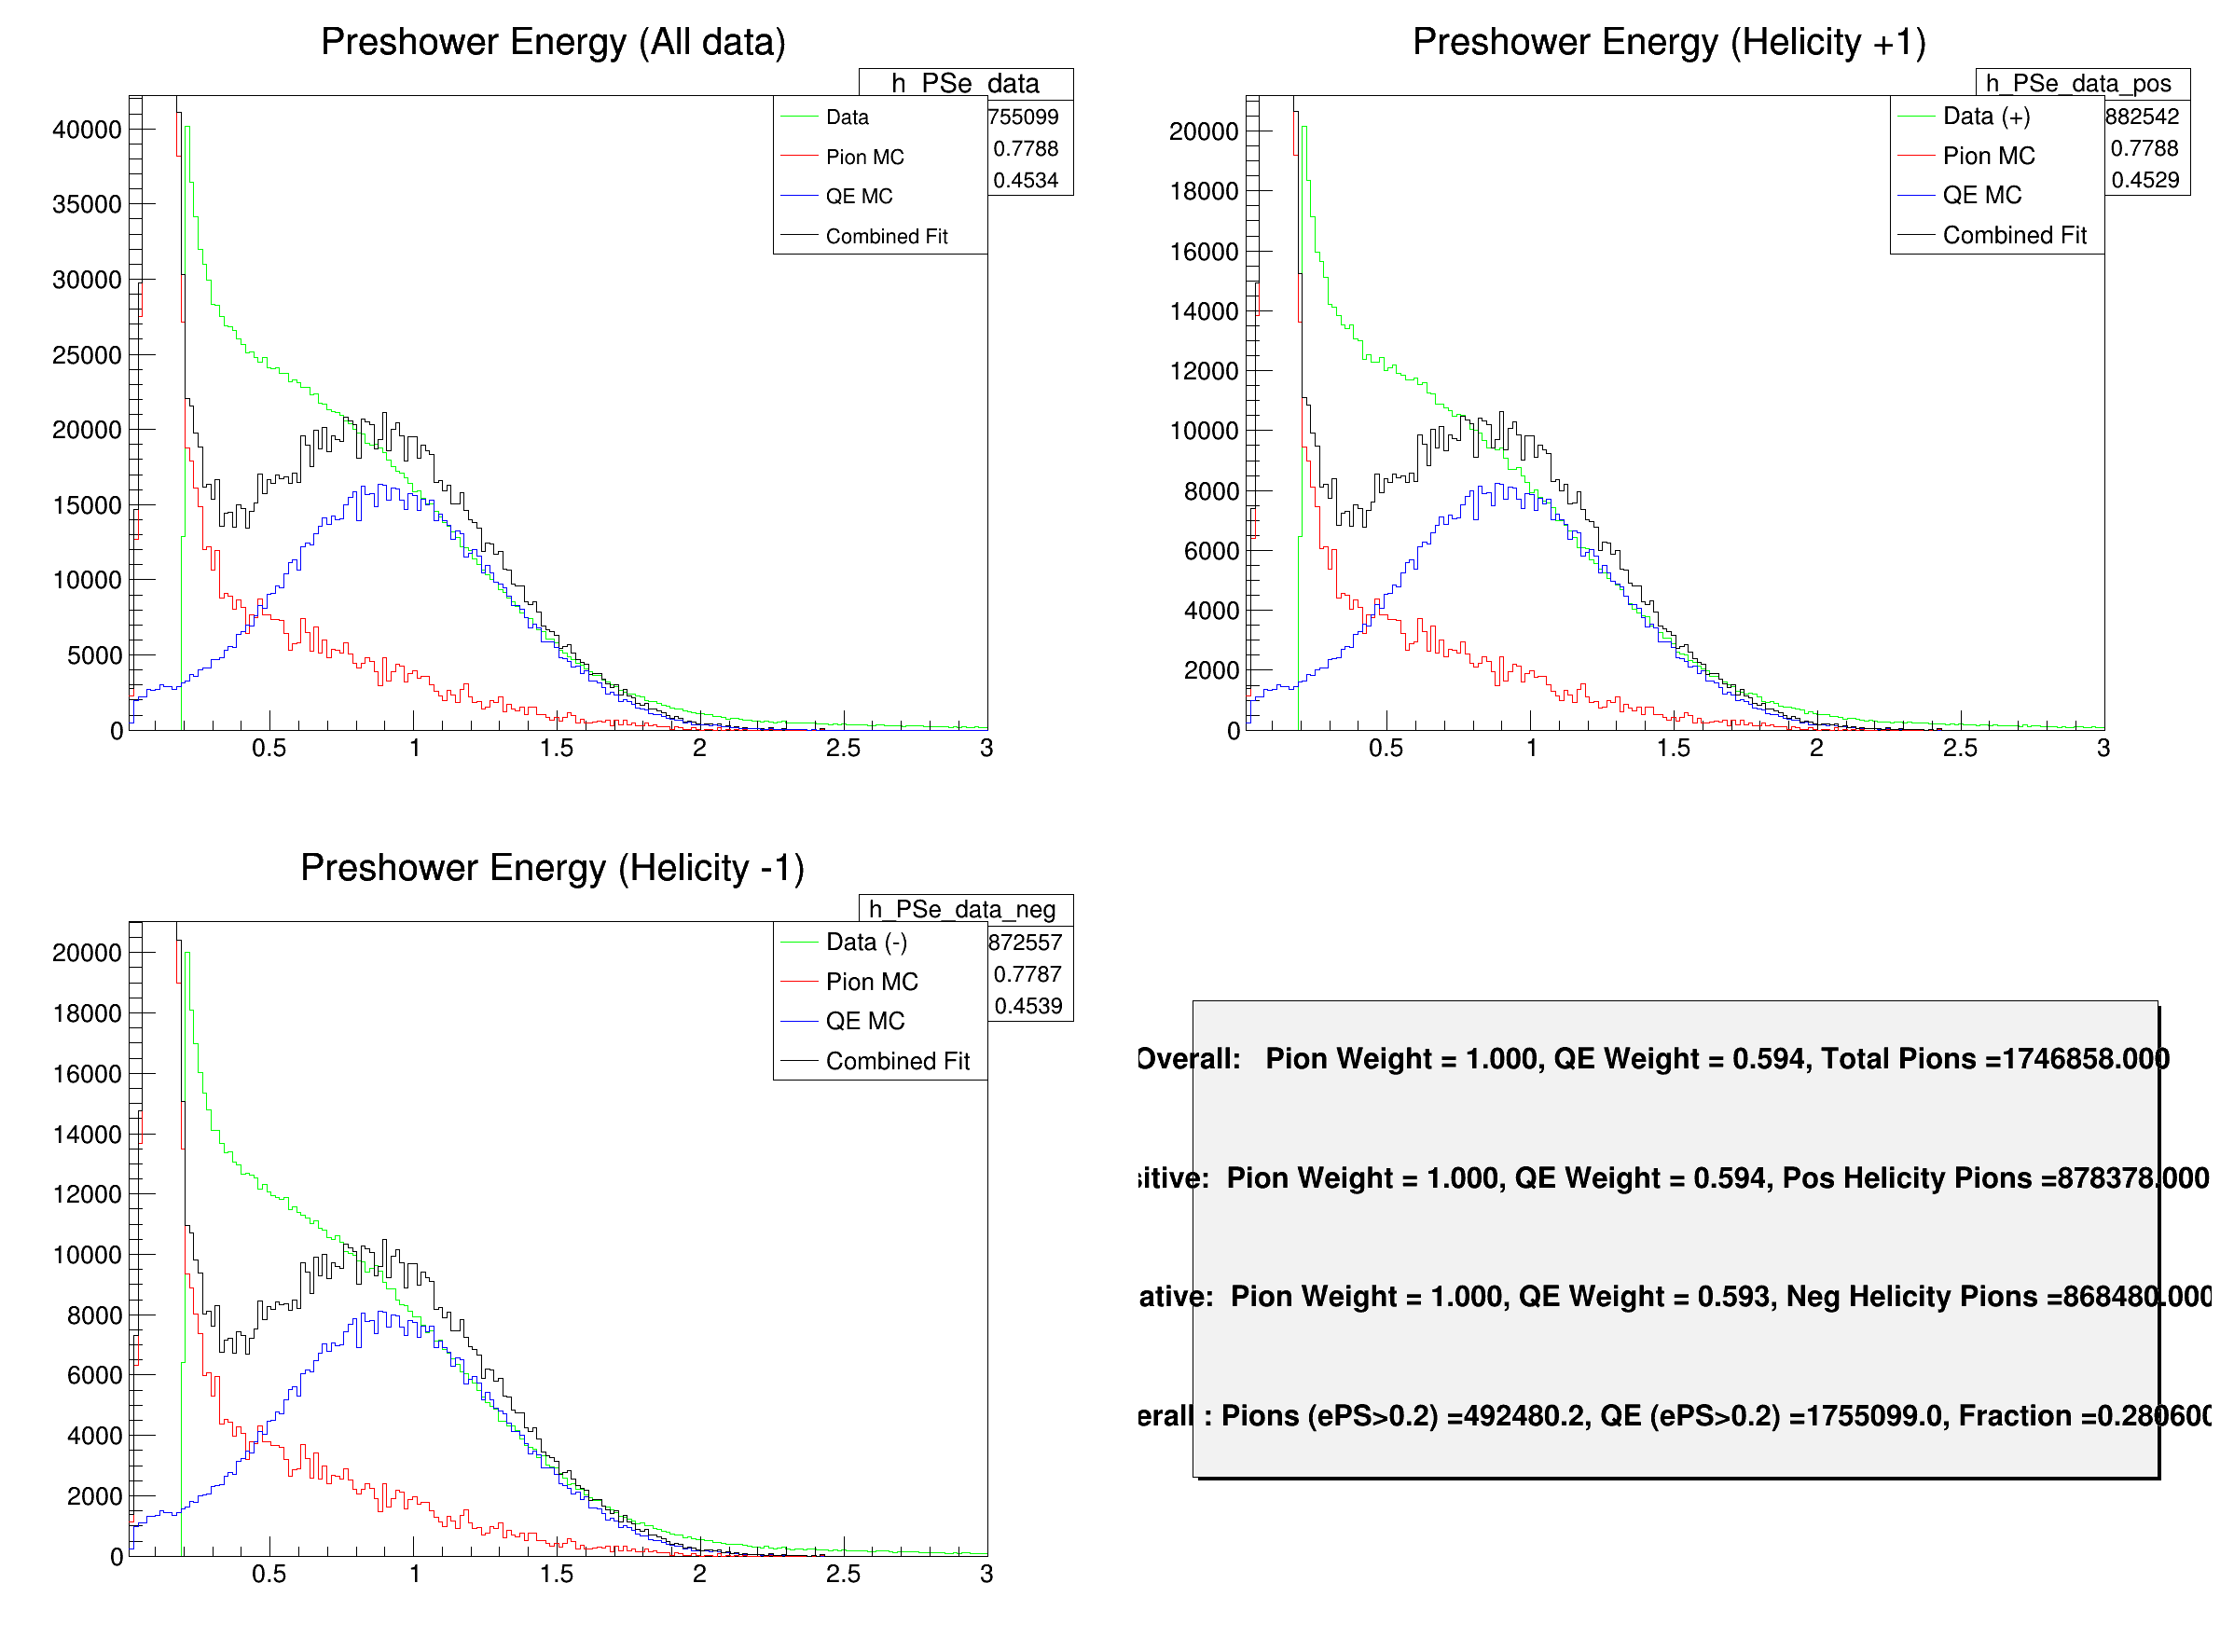 Preshower Energy (All data)
h_PSe_data
755099
0.7788
0.4534
Data
Pion MC
QE MC
Combined Fit
40000
35000
30000
25000
20000
15000
10000
5000
0
0.5 1 1.5 2 2.5 3
Preshower Energy (Helicity +1)
h_PSe_data_pos
882542
0.7788
0.4529
Data (+)
Pion MC
QE MC
Combined Fit
20000
18000
16000
14000
12000
10000
8000
6000
4000
2000
0
0.5 1 1.5 2 2.5 3
Preshower Energy (Helicity -1)
h_PSe_data_neg
872557
0.7787
0.4539
Data (-)
Pion MC
QE MC
Combined Fit
20000
18000
16000
14000
12000
10000
8000
6000
4000
2000
0
0.5 1 1.5 2 2.5 3
Overall: Pion Weight = 1.000, QE Weight = 0.594, Total Pions =1746858.000
sitive: Pion Weight = 1.000, QE Weight = 0.594, Pos Helicity Pions =878378.000
ative: Pion Weight = 1.000, QE Weight = 0.593, Neg Helicity Pions =868480.000
erall : Pions (ePS>0.2) =492480.2, QE (ePS>0.2) =1755099.0, Fraction =0.280600